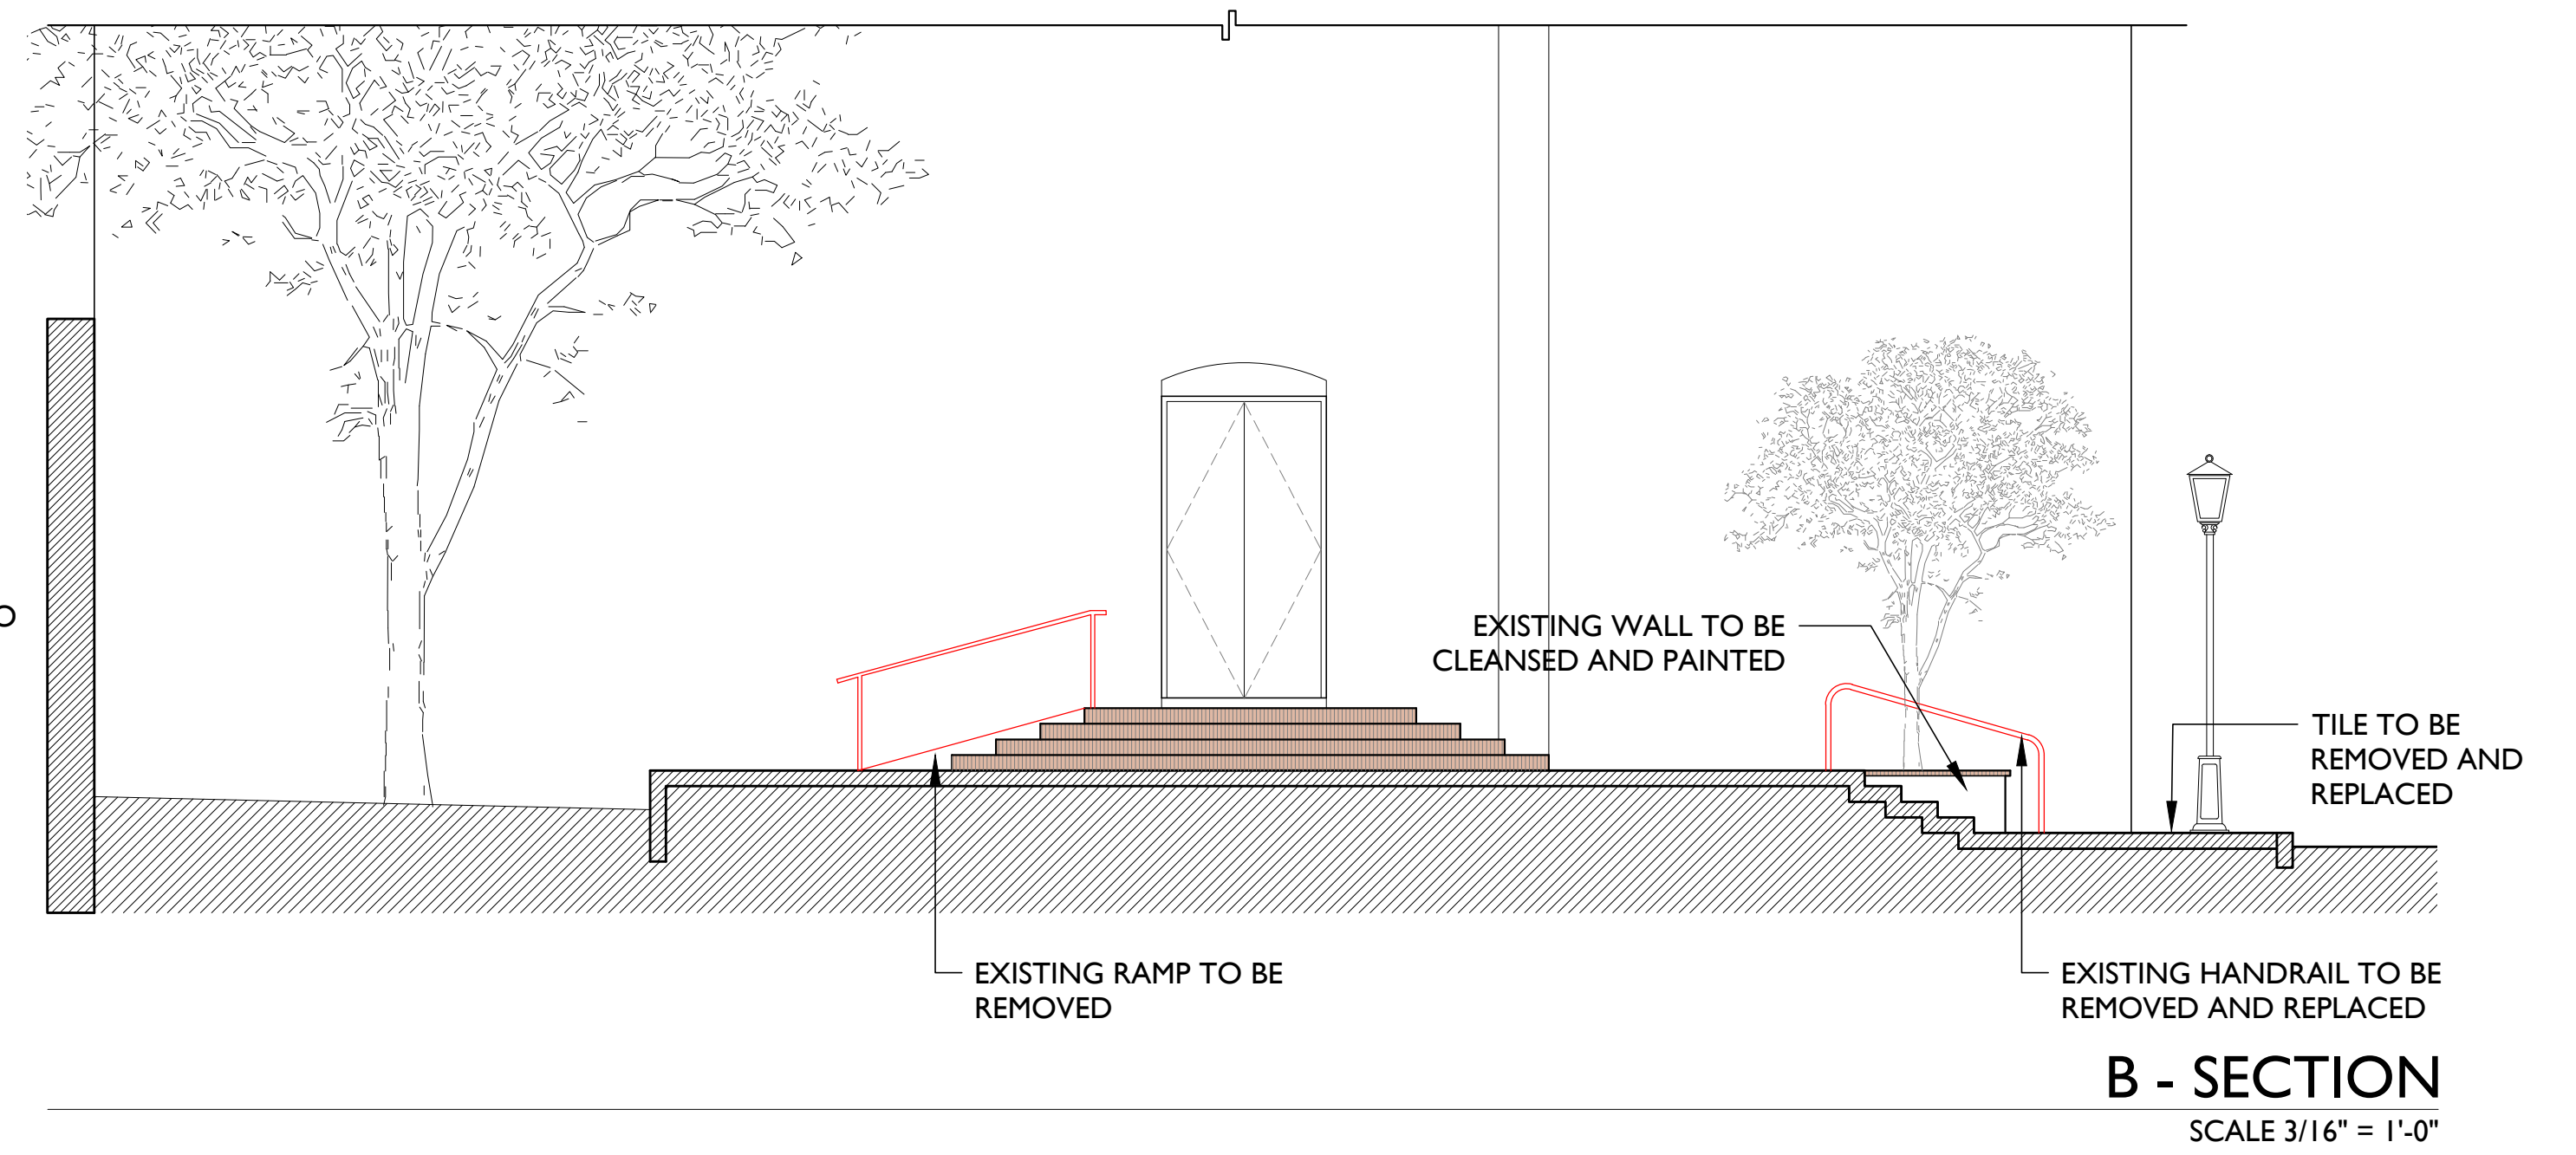 EXISTING WALL TO BE
CLEANSED AND PAINTED
TILE TO BE
REMOVED AND
REPLACED
EXISTING RAMP TO BE
REMOVED
EXISTING HANDRAIL TO BE
REMOVED AND REPLACED
B - SECTION
SCALE 3/16" = 1'-0"